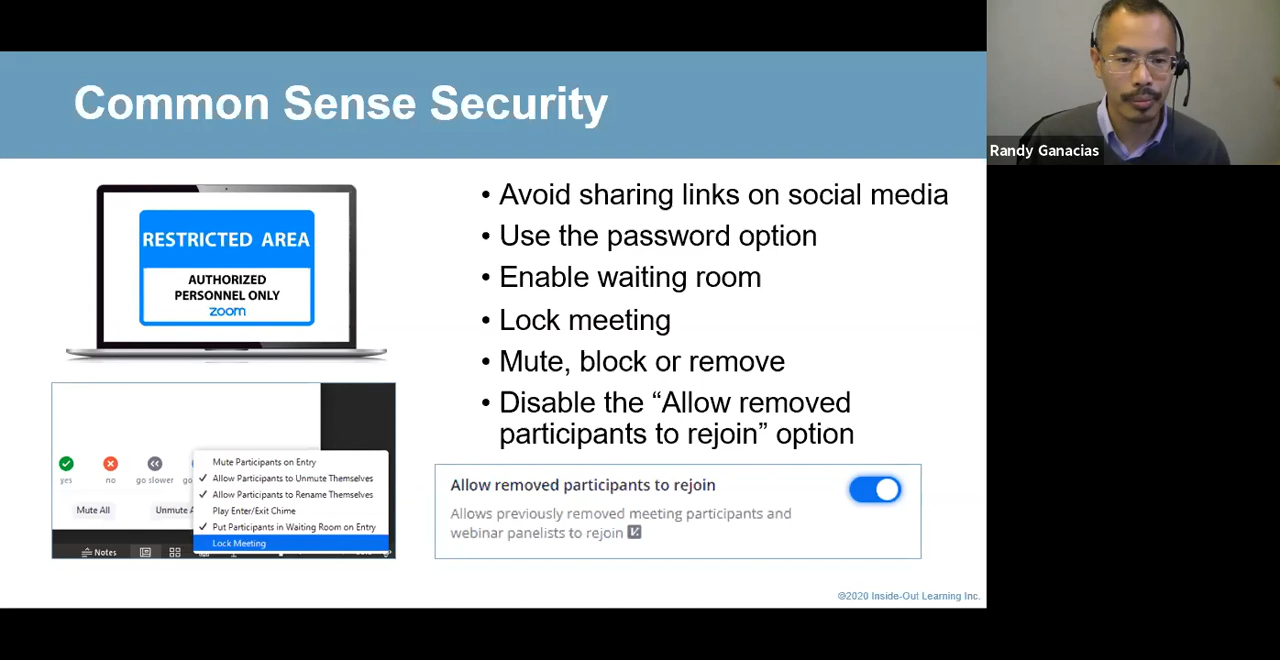 Common Sense Security
Randy Ganacias
RESTRICTED AREA
AUTHORIZED
PERSONNEL ONLY
zoom
• Avoid sharing links on social media
• Use the password option
• Enable waiting room
• Lock meeting
• Mute, block or remove
• Disable the “Allow removed
participants to rejoin” option
Mute Participants on Entry
Allow Participants to Unmute Themselves
Allow Participants to Rename Themselves
Play Enter/Exit Chime
Put Participants in Waiting Room on Entry
Lock Meeting
yes no go slower
Mute All Unmute
Notes
Allow removed participants to rejoin
Allows previously removed meeting participants and
webinar panelists to rejoin
©2020 Inside-Out Learning Inc.